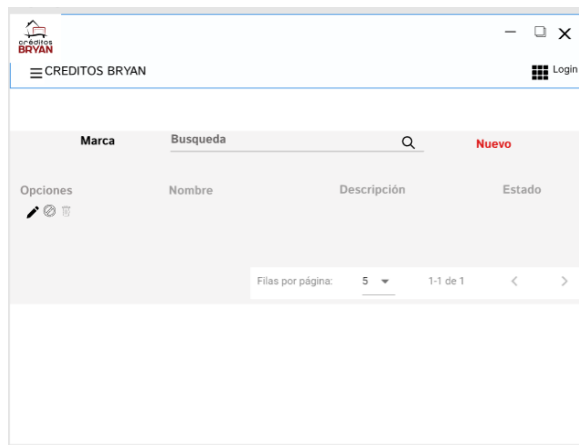 créditos
BRYAN
CREDITOS BRYAN
Login
Marca
Busqueda
Nuevo
Opciones
Nombre
Descripción
Estado
Filas por página:
5
1-1 de 1